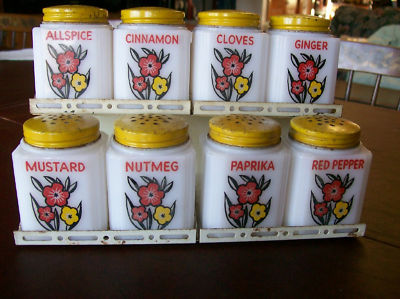 ALLSPICE
CINNAMON
CLOVES
GINGER
MUSTARD
NUTMEG
PAPRIKA
RED PEPPER